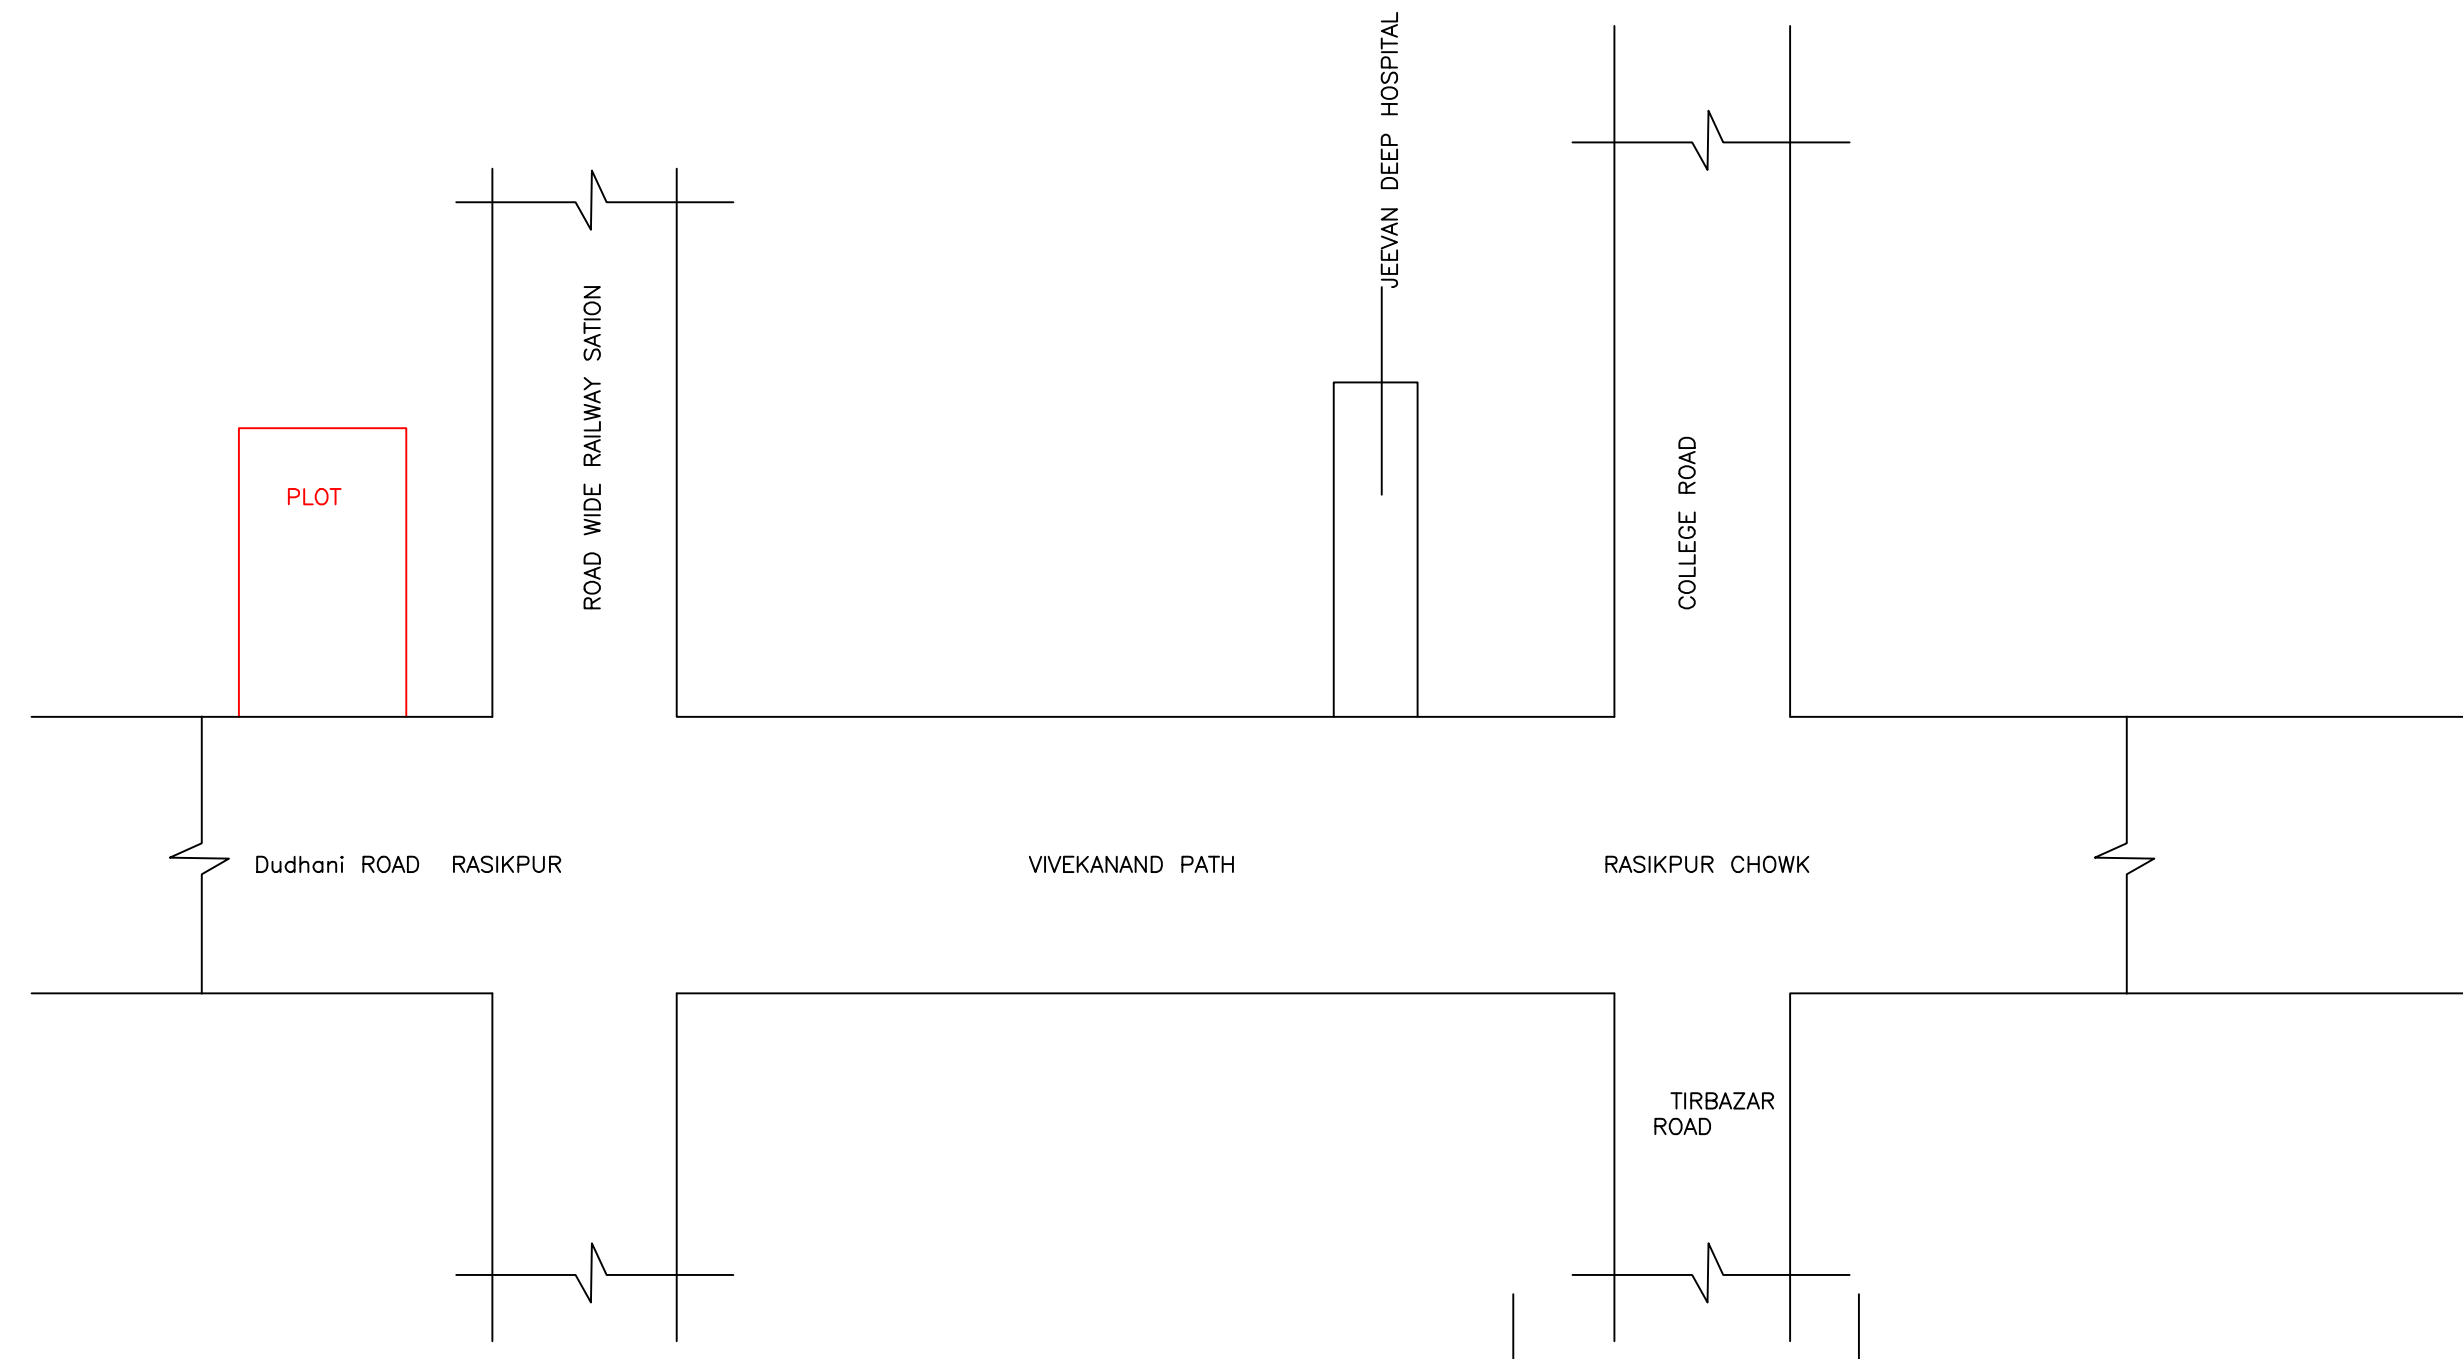 JEEVAN DEEP HOSPITAL
ROAD WIDE RAILWAY SATION
COLLEGE ROAD
PLOT
Dudhani ROAD RASIKPUR
VIVEKANAND PATH
RASIKPUR CHOWK
TIRBAZAR
ROAD